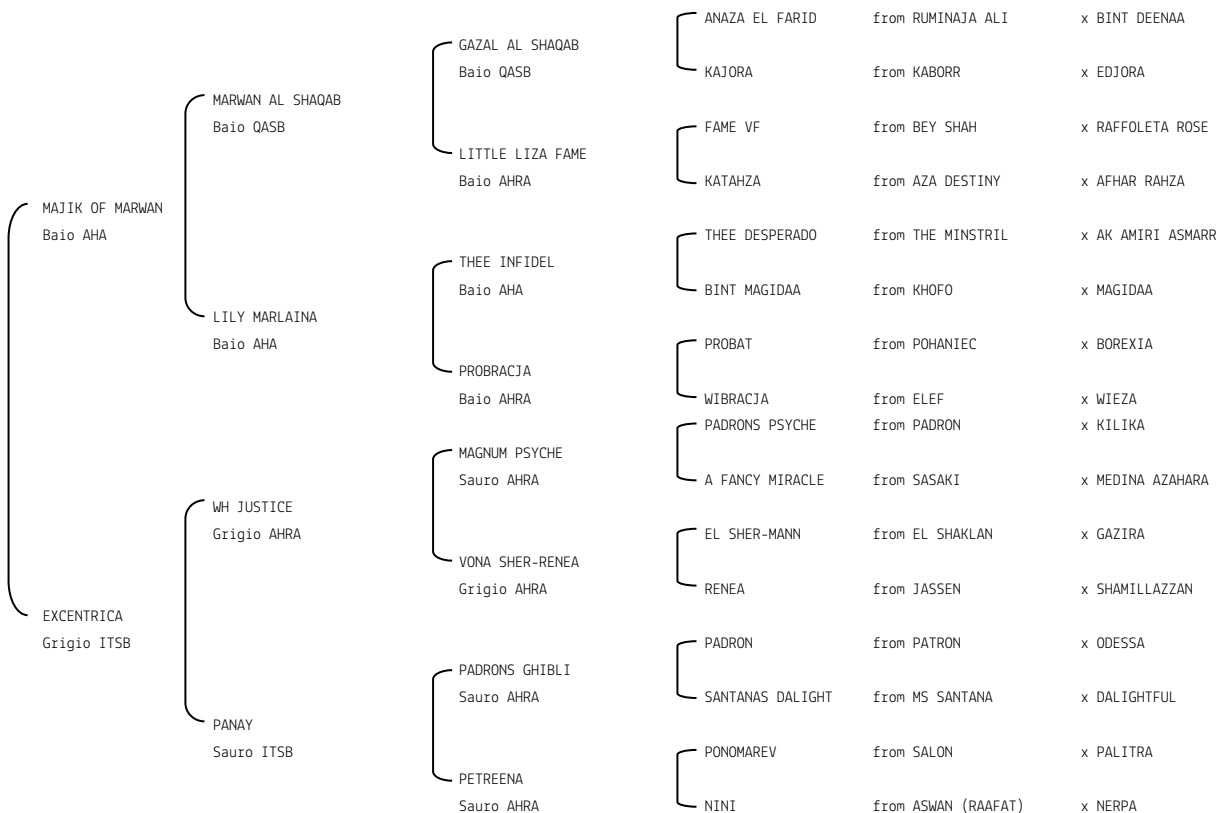 ANAZA EL FARID from RUMINAJA ALI x BINT DEENAA
GAZAL AL SHAQAB
Baio QASB KAJORA from KABORR x EDJORA
MARWAN AL SHAQAB
Baio QASB FAME VF from BEY SHAH x RAFFOLETA ROSE
LITTLE LIZA FAME
Baio AHRA KATAHZA from AZA DESTINY x AFHAR RAHZA
MAJIK OF MARWAN
Baio AHA THEE DESPERADO from THE MINSTRIL x AK AMIRI ASMARR
THEE INFIDEL
Baio AHA BINT MAGIDAA from KHOFO x MAGIDAA
LILY MARLAINA
Baio AHA PROBAT from POHANIEC x BOREXIA
PROBRACJA
Baio AHRA WIBRACJA from ELEF x WIEZA
PADRONS PSYCHE from PADRON x KILIKA
MAGNUM PSYCHE
Sauro AHRA A FANCY MIRACLE from SASAKI x MEDINA AZAHARA
WH JUSTICE
Grigio AHRA EL SHER-MANN from EL SHAKLAN x GAZIRA
VONA SHER-RENEA
Grigio AHRA RENEA from JASSEN x SHAMILLAZZAN
EXCENTRICA
Grigio ITSB PADRON from PATRON x ODESSA
PADRONS GHIBLI
Sauro AHRA SANTANAS DALIGHT from MS SANTANA x DALIGHTFUL
PANAY
Sauro ITSB PONOMAREV from SALON x PALITRA
PETREENA
Sauro AHRA NINI from ASWAN (RAAFAT) x NERPA